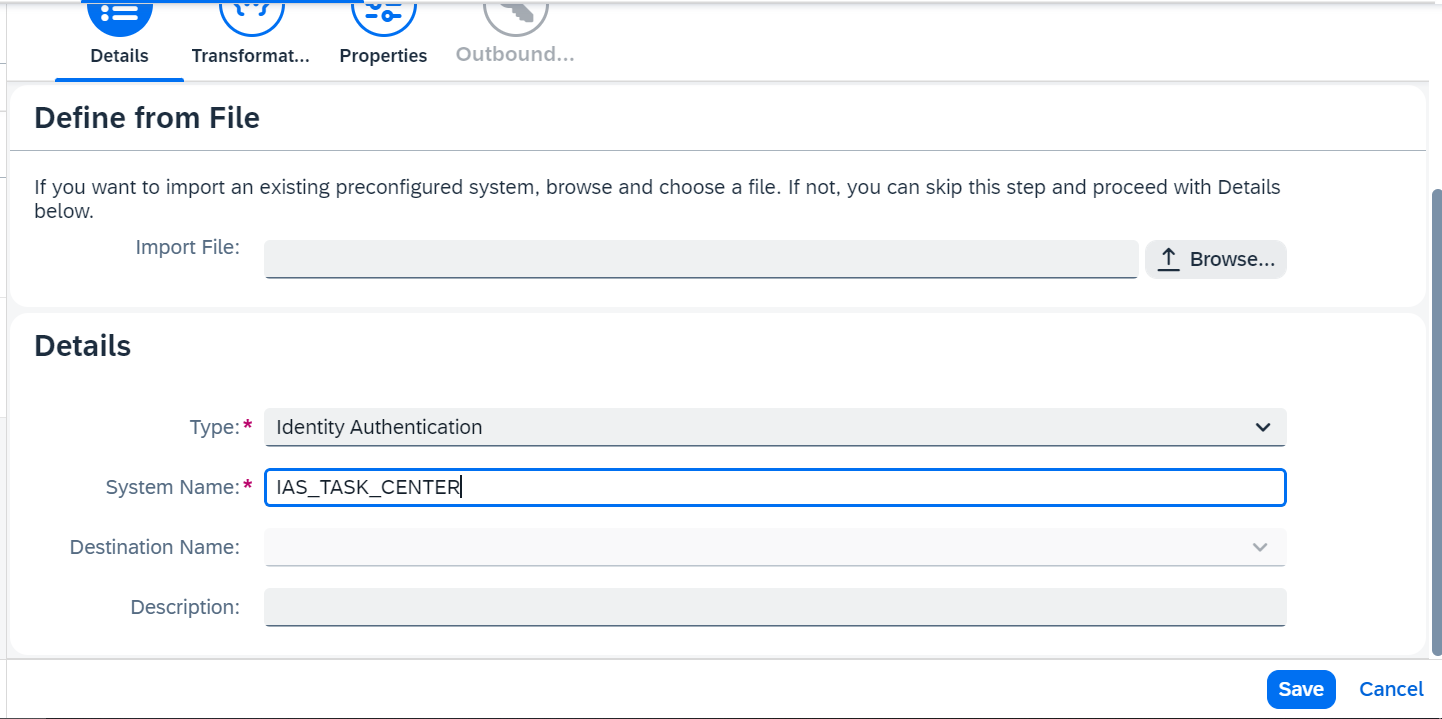 Details
Transformat...
Properties
Outbound...
Define from File
If you want to import an existing preconfigured system, browse and choose a file. If not, you can skip this step and proceed with Details
below.
Import File:
Browse...
Details
Type:*
Identity Authentication
System Name:*
IAS_TASK_CENTER
Destination Name:
Description:
Save
Cancel